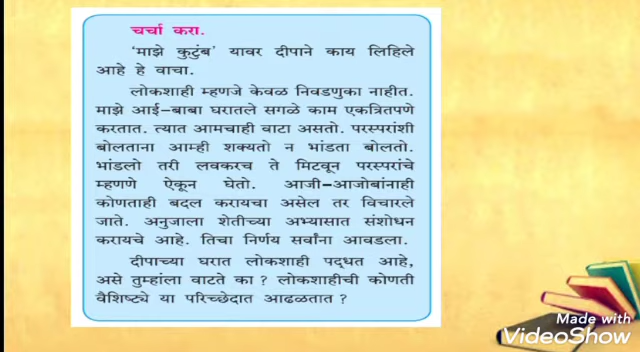 चर्चा करा.
‘माझे कुटुंब’ यावर दीपाने काय लिहिले
आहे हे वाचा.
लोकशाही म्हणजे केवळ निवडणुका नाहीत.
माझे आई-बाबा घरातले सगळे काम एकत्रितपणे
करतात. त्यात आमचाही वाटा असतो. परस्परांशी
बोलताना आम्ही शक्यतो न भांडता बोलतो.
भांडलो तरी लवकरच ते मिटवून परस्परांचे
म्हणणे ऐकून घेतो. आजी-आजोबांनाही
कोणताही बदल करायचा असेल तर विचारले
जाते. अनुजाला शेतीच्या अभ्यासात संशोधन
करायचे आहे. तिचा निर्णय सर्वांना आवडला.
दीपाच्या घरात लोकशाही पद्धत आहे,
असे तुम्हांला वाटते का ? लोकशाहीची कोणती
वैशिष्ट्ये या परिच्छेदात आढळतात ?
Made with
VideoShow